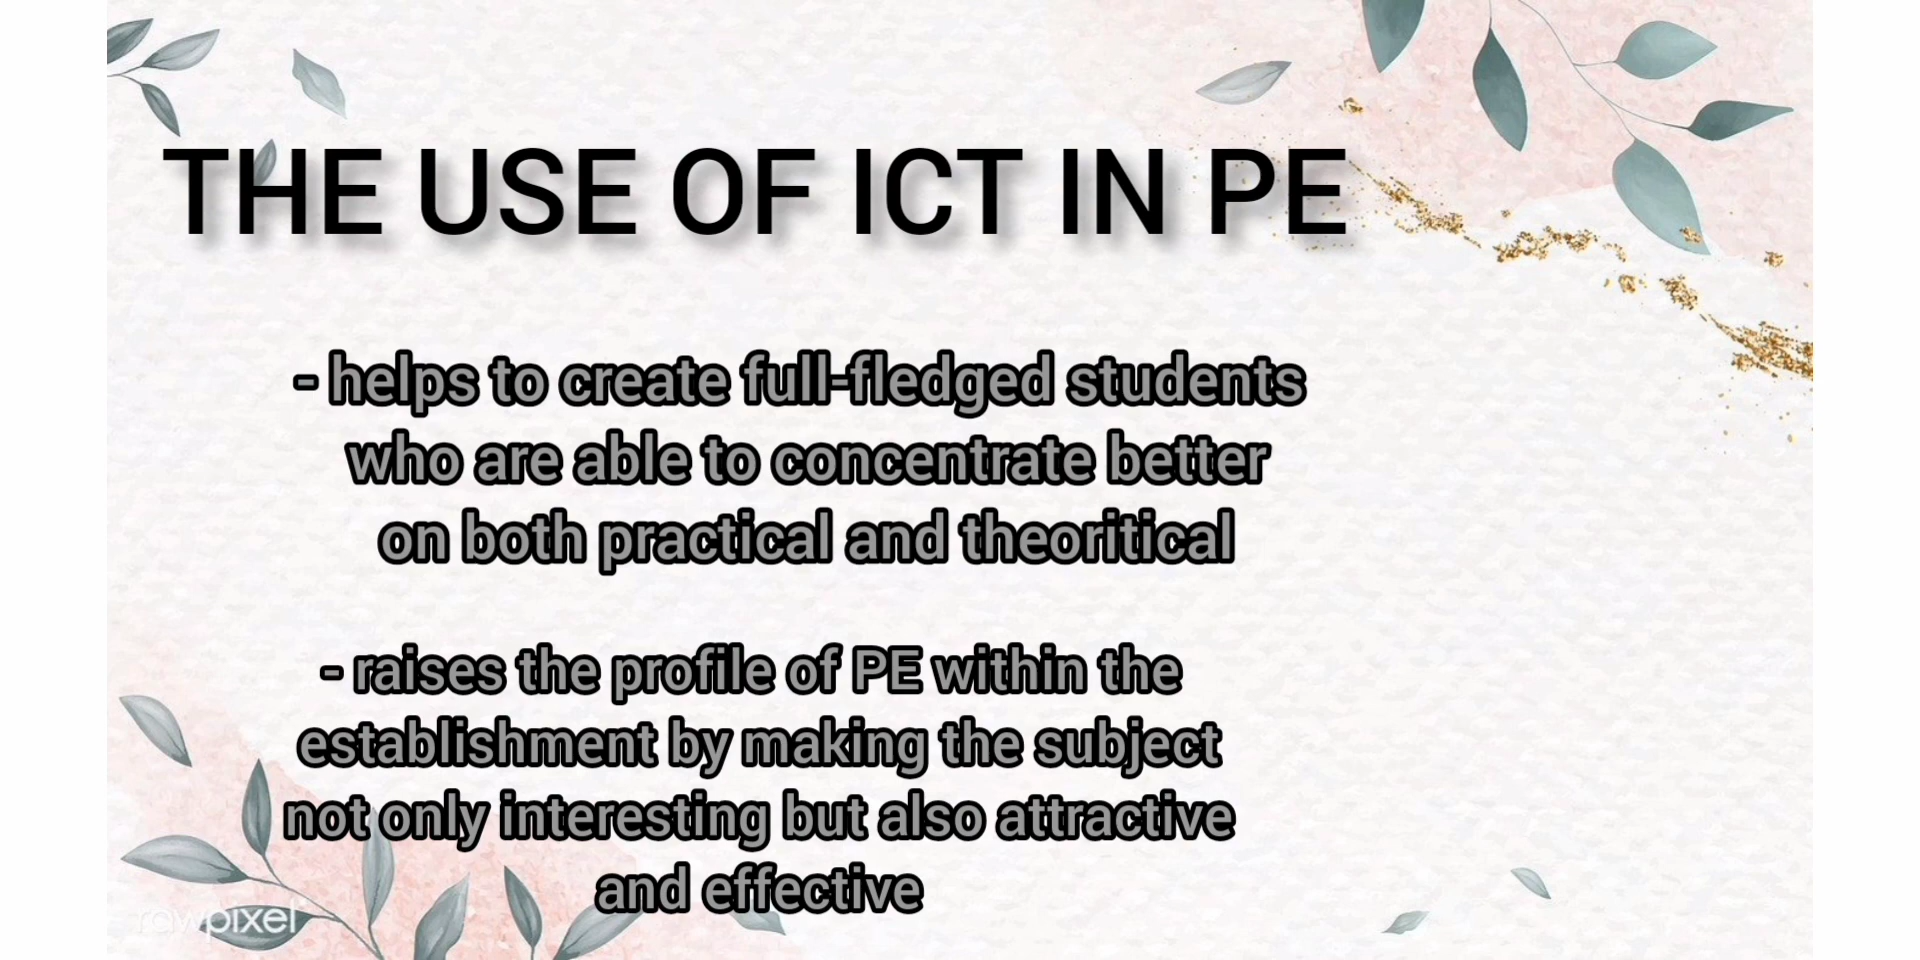 THE USE OF ICT IN PE
- helps to create full-fledged students
who are able to concentrate better
on both practical and theoritical
- raises the profile of PE within the
establishment by making the subject
not only interesting but also attractive
and effective
rawpixel